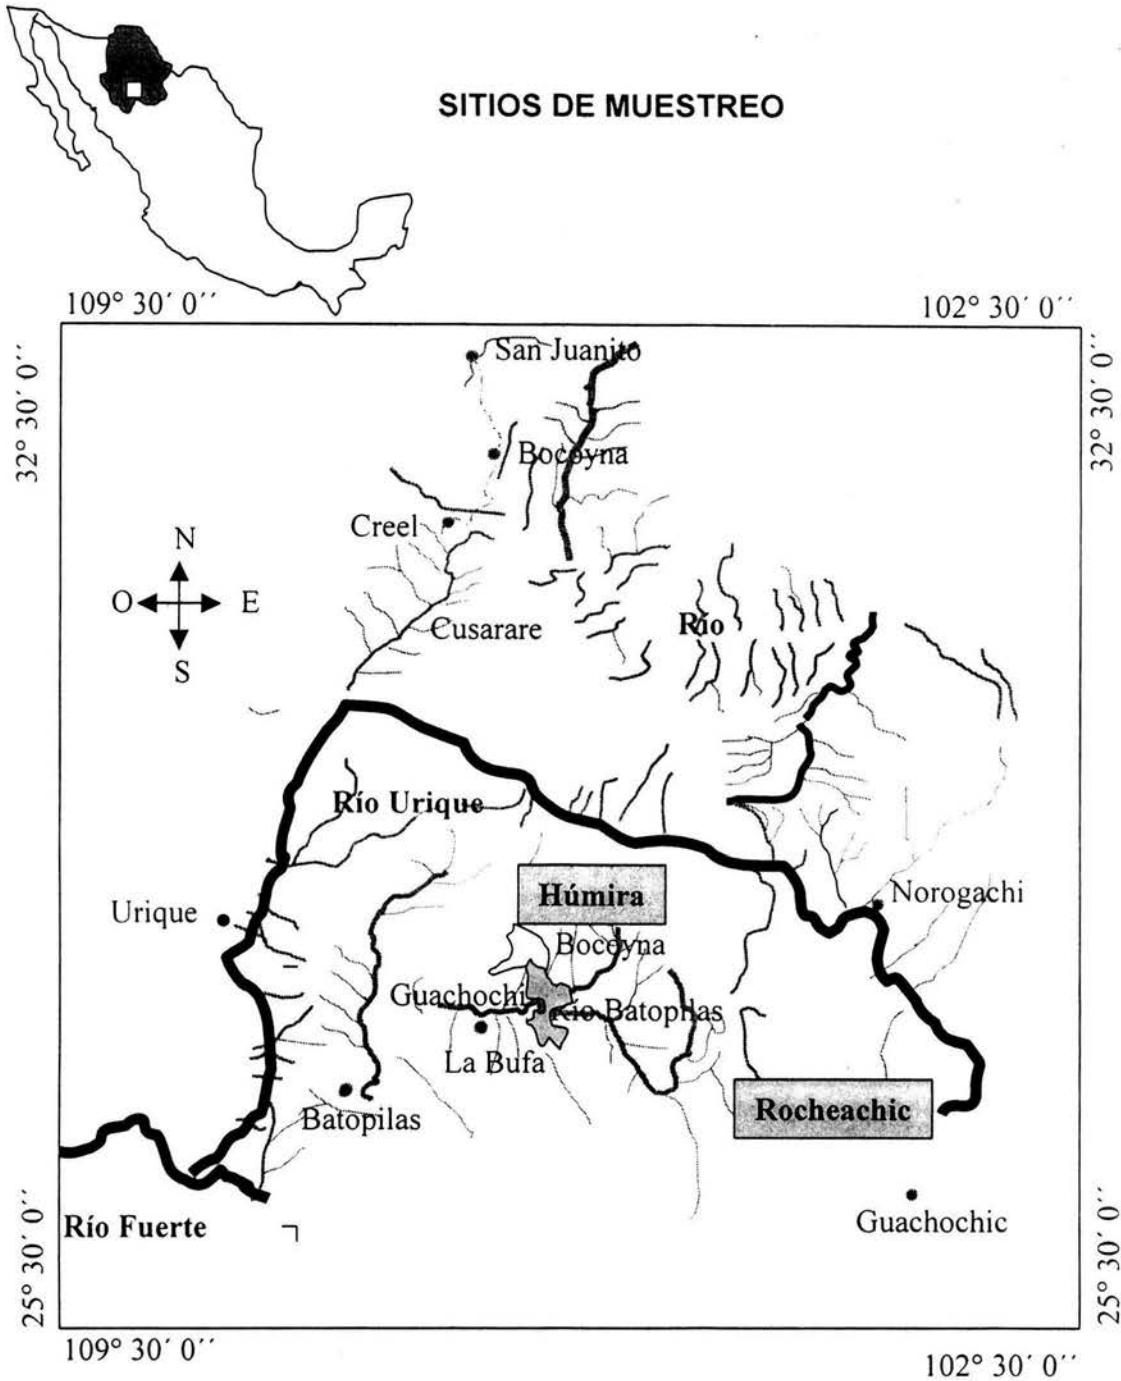 SITIOS DE MUESTREO
109° 30´ 0´´
102° 30´ 0´´
32° 30´ 0´´
32° 30´ 0´´
San Juanito
Bocoyna
Creel
N
O
E
S
Cusarare
Río
Río Urique
Húmira
Norogachi
Urique
Bocoyna
Guachochi
Río Batopilas
La Bufa
Batopilas
Rocheachic
Guachochic
Río Fuerte
25° 30´ 0´´
25° 30´ 0´´
109° 30´ 0´´
102° 30´ 0´´